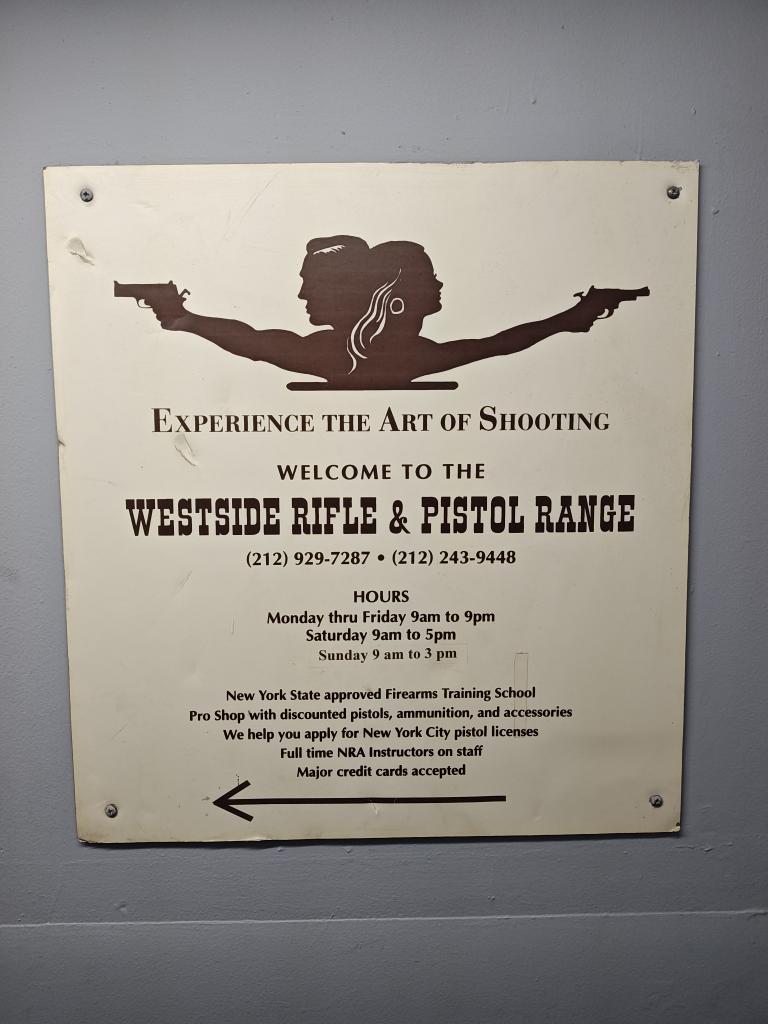 EXPERIENCE THE ART OF SHOOTING
WELCOME TO THE
WESTSIDE RIFLE & PISTOL RANGE
(212) 929-7287 • (212) 243-9448
HOURS
Monday thru Friday 9am to 9pm
Saturday 9am to 5pm
Sunday 9 am to 3 pm
New York State approved Firearms Training School
Pro Shop with discounted pistols, ammunition, and accessories
We help you apply for New York City pistol licenses
Full time NRA Instructors on staff
Major credit cards accepted